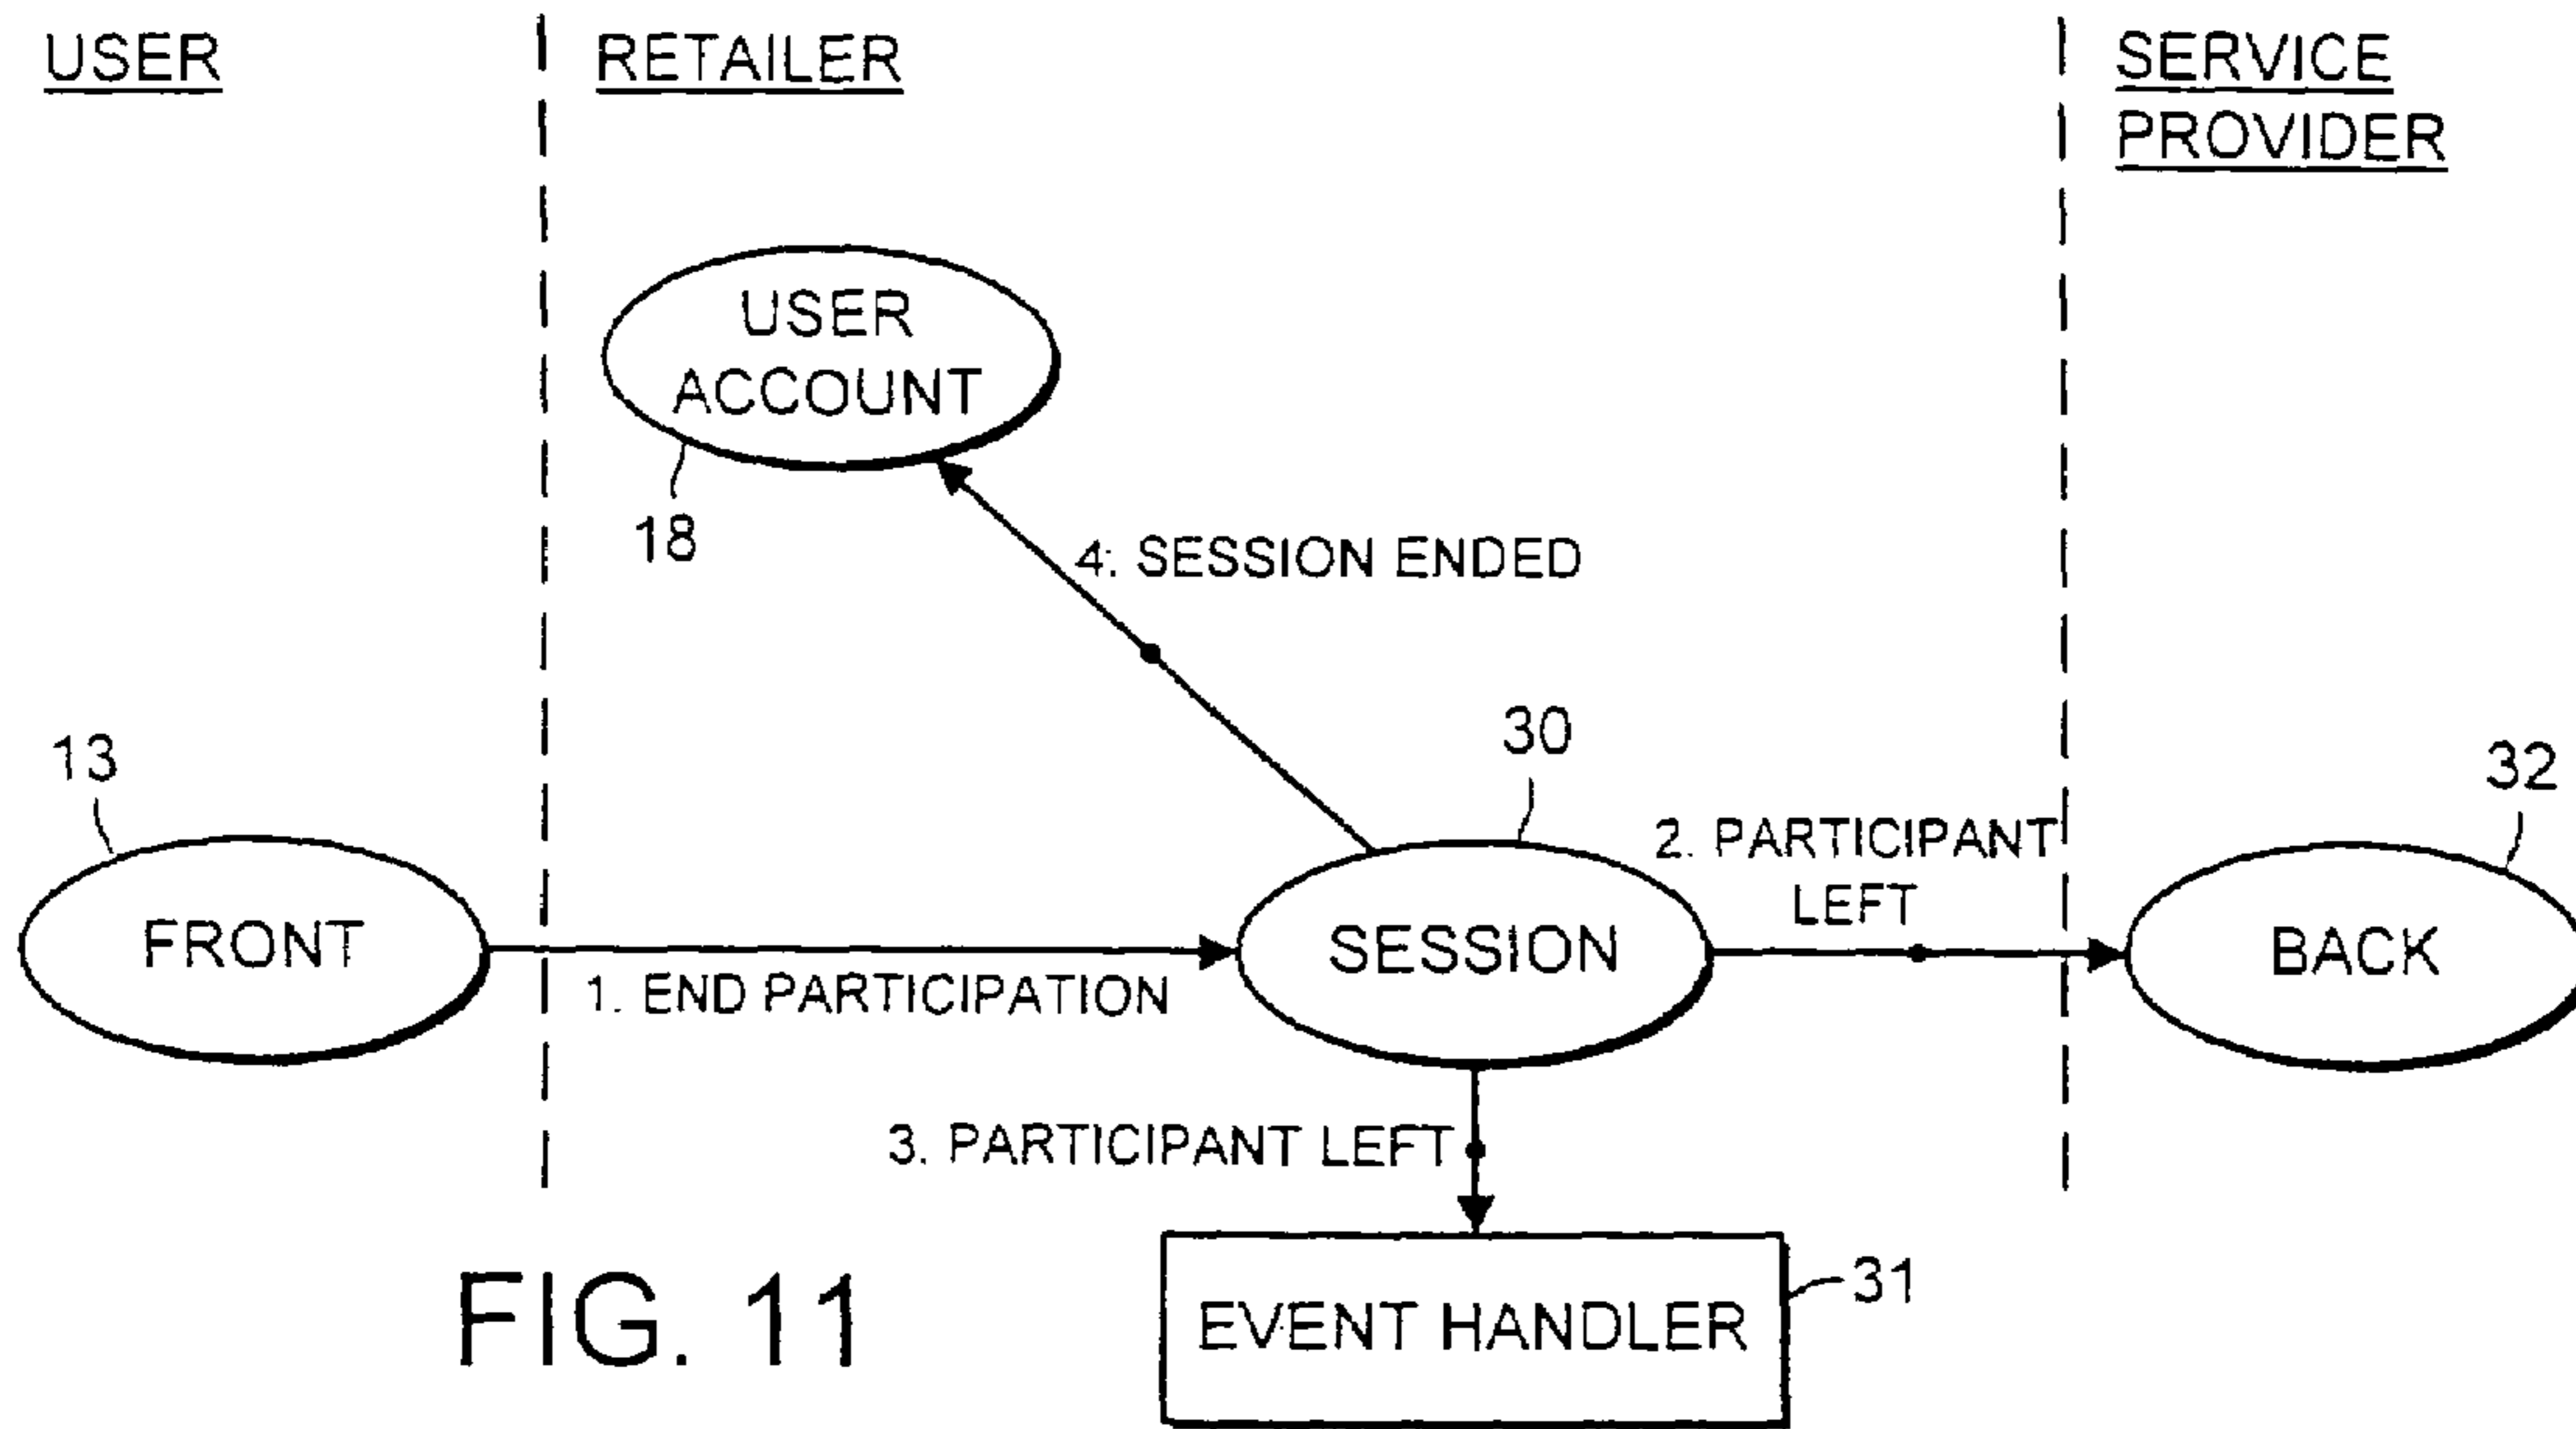 USER
RETAILER
SERVICE
PROVIDER
USER
ACCOUNT
18
4: SESSION ENDED
13
30
32
2. PARTICIPANT
LEFT
FRONT
SESSION
BACK
1. END PARTICIPATION
3. PARTICIPANT LEFT
31
EVENT HANDLER
FIG. 11